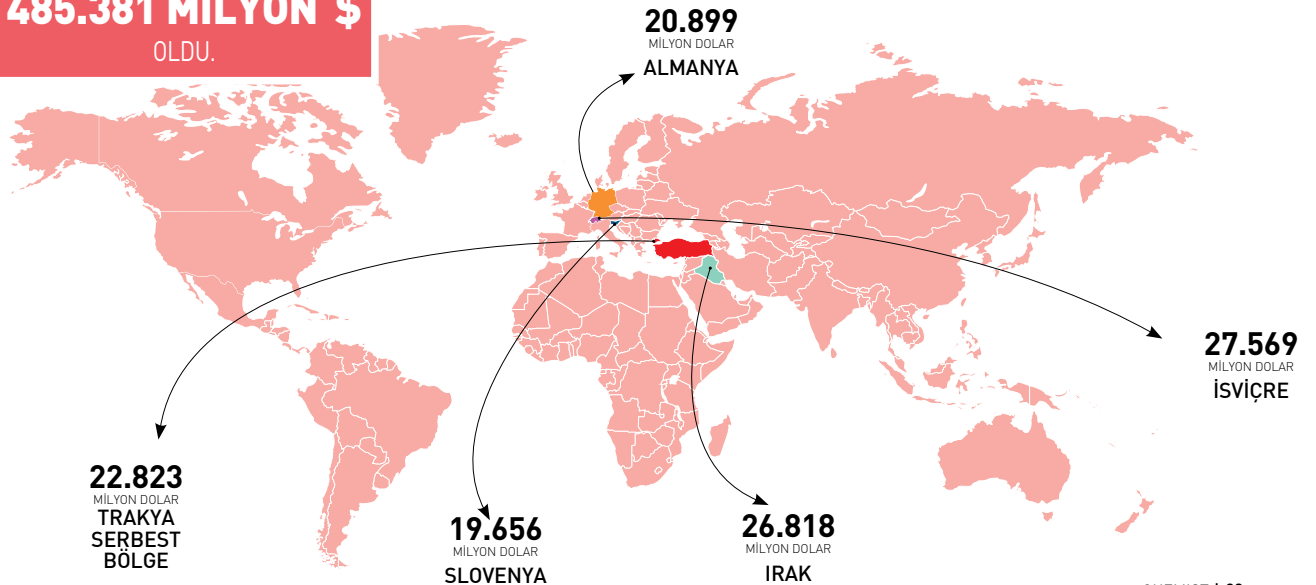 485.381 MİLYON $
OLDU.
20.899
MİLYON DOLAR
ALMANYA
27.569
MİLYON DOLAR
İSVİÇRE
22.823
MİLYON DOLAR
TRAKYA
SERBEST
BÖLGE
19.656
MİLYON DOLAR
SLOVENYA
26.818
MİLYON DOLAR
IRAK